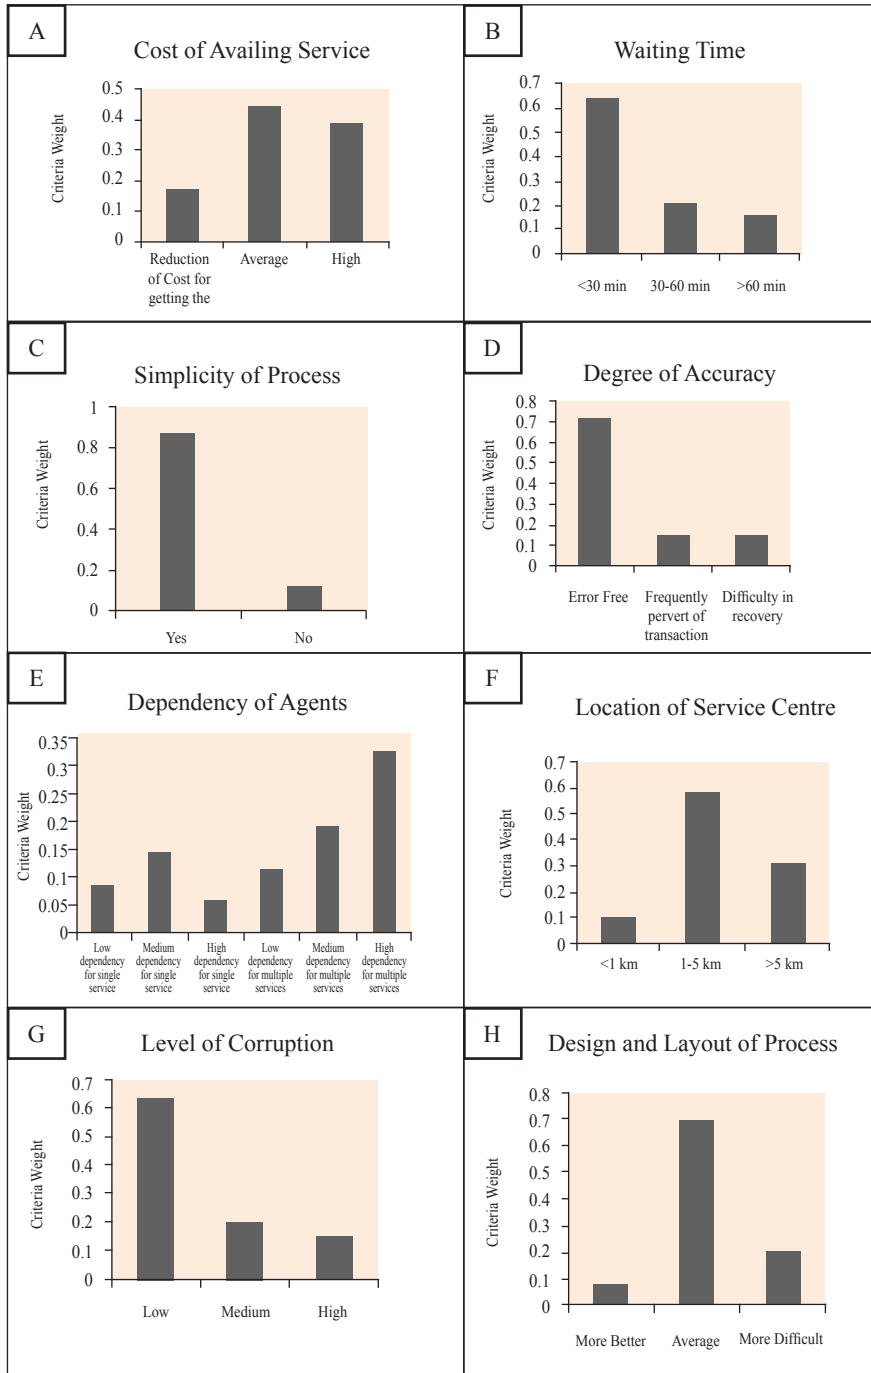 A
Cost of Availing Service
Criteria Weight
0.5
0.4
0.3
0.2
0.1
0
Reduction
of Cost for
getting the
Average
High
B
Waiting Time
Criteria Weight
0.7
0.6
0.5
0.4
0.3
0.2
0.1
0
<30 min
30-60 min
>60 min
C
Simplicity of Process
Criteria Weight
1
0.8
0.6
0.4
0.2
0
Yes
No
D
Degree of Accuracy
Criteria Weight
0.8
0.7
0.6
0.5
0.4
0.3
0.2
0.1
0
Error Free
Frequently
pervert of
transaction
Difficulty in
recovery
E
Dependency of Agents
Criteria Weight
0.35
0.3
0.25
0.2
0.15
0.1
0.05
0
Low
dependency
for single
service
Medium
dependency
for single
service
High
dependency
for single
service
Low
dependency
for multiple
services
Medium
dependency
for multiple
services
High
dependency
for multiple
services
F
Location of Service Centre
Criteria Weight
0.7
0.6
0.5
0.4
0.3
0.2
0.1
0
<1 km
1-5 km
>5 km
G
Level of Corruption
Criteria Weight
0.7
0.6
0.5
0.4
0.3
0.2
0.1
0
Low
Medium
High
H
Design and Layout of Process
Criteria Weight
0.8
0.7
0.6
0.5
0.4
0.3
0.2
0.1
0
More Better
Average
More Difficult